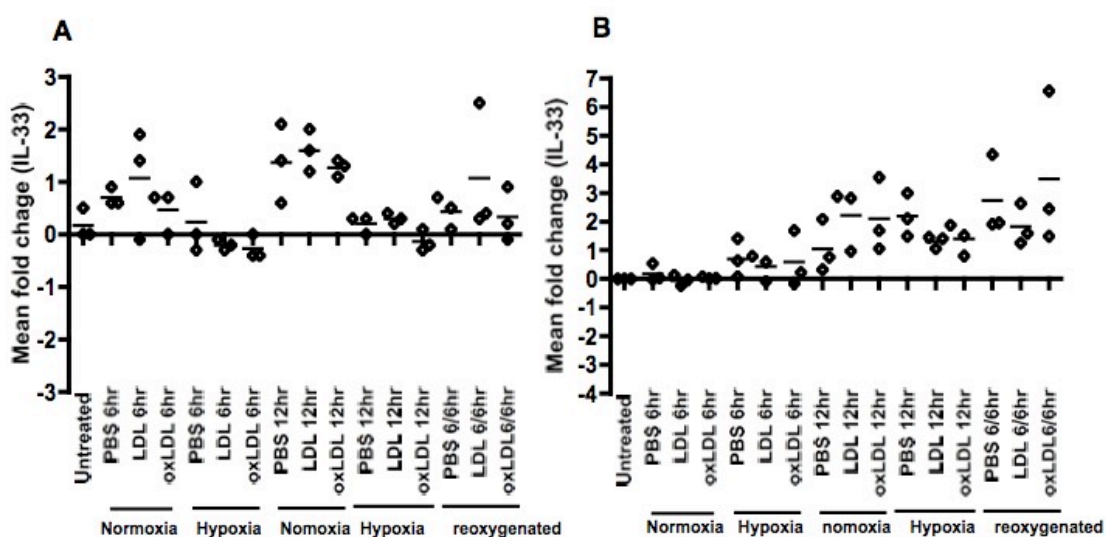 A
Mean fold chage (IL-33)
3
2
1
0
-1
-2
-3
Untreated
PBS 6hr
LDL 6hr
oxLDL 6hr
PBS 6hr
LDL 6hr
oxLDL 6hr
PBS 12hr
LDL 12hr
oxLDL 12hr
PBS 12hr
LDL 12hr
oxLDL 12hr
PBS 6/6hr
LDL 6/6hr
oxLDL 6/6hr
Normoxia Hypoxia Nomoxia Hypoxia reoxygenated
B
Mean fold change (IL-33)
7
6
5
4
3
2
1
0
-1
-2
-3
-4
Untreated
PBS 6hr
LDL 6hr
oxLDL 6hr
PBS 6hr
LDL 6hr
oxLDL 6hr
PBS 12hr
LDL 12hr
oxLDL 12hr
PBS 12hr
LDL 12hr
oxLDL 12hr
PBS 6/6hr
LDL 6/6hr
oxLDL6/6hr
Normoxia Hypoxia nomoxia Hypoxia reoxygenated